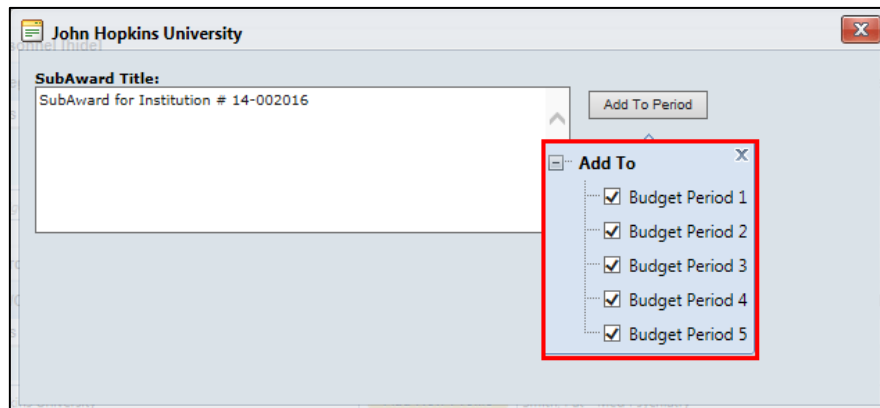 John Hopkins University
SubAward Title:
SubAward for Institution # 14-002016
Add To Period
Add To
Budget Period 1
Budget Period 2
Budget Period 3
Budget Period 4
Budget Period 5